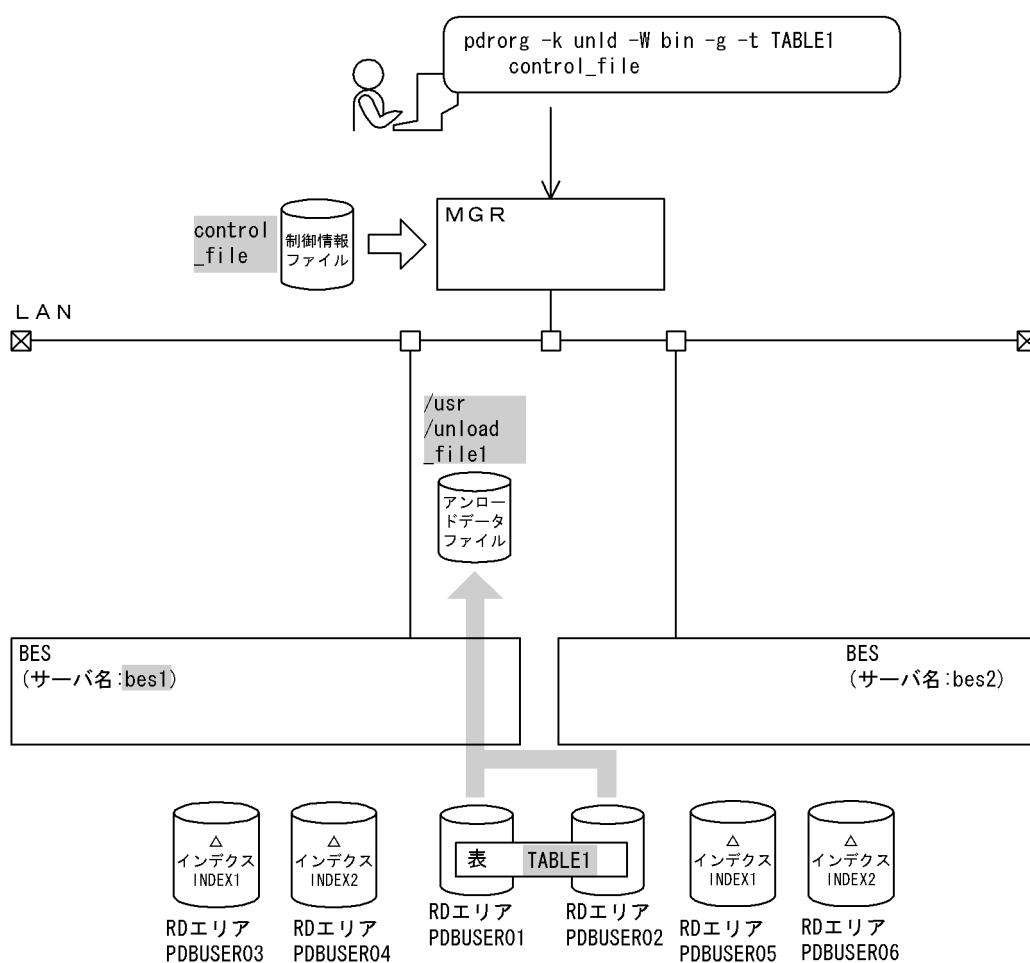 pdrorg -k unld -W bin -g -t TABLE1
control_file
MGR
control
_file
制御情報
ファイル
LAN
/usr
/unload
_file1
アンロー
ドデータ
ファイル
BES
(サーバ名:bes1)
BES
(サーバ名:bes2)
△
インデクス
INDEX1
△
インデクス
INDEX2
表 TABLE1
△
インデクス
INDEX1
△
インデクス
INDEX2
RDエリア
PDBUSER03
RDエリア
PDBUSER04
RDエリア
PDBUSER01
RDエリア
PDBUSER02
RDエリア
PDBUSER05
RDエリア
PDBUSER06